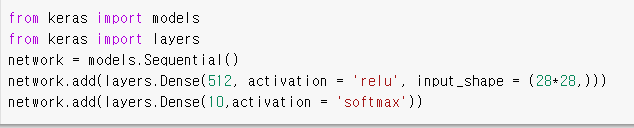 from keras import models
from keras import layers
network = models.Sequential()
network.add(layers.Dense(512, activation = 'relu', input_shape = (28*28,)))
network.add(layers.Dense(10,activation = 'softmax'))